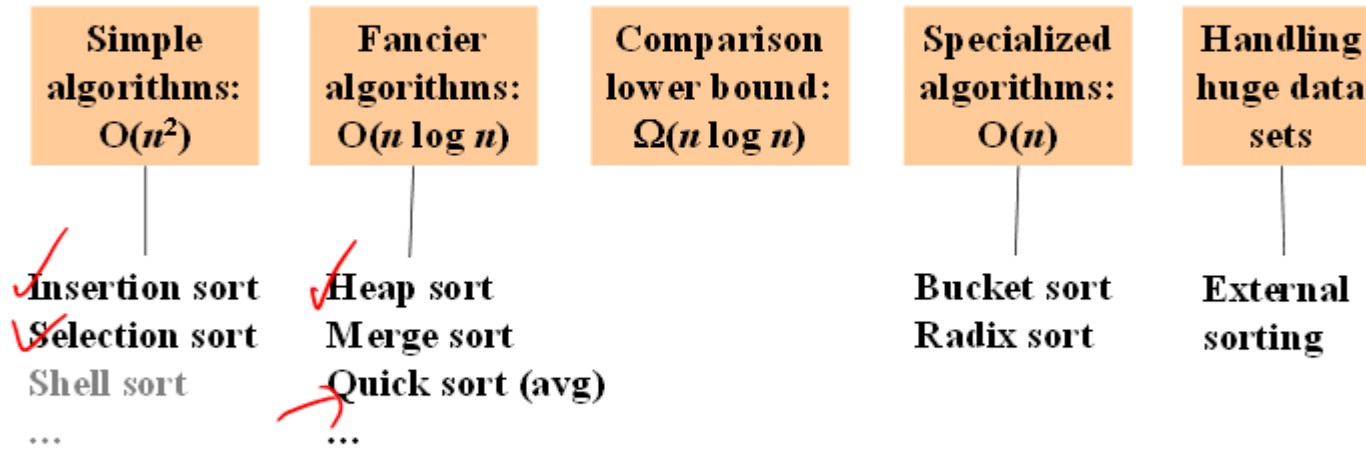 Simple
algorithms:
O(n²)
Fancier
algorithms:
O(n log n)
Comparison
lower bound:
Ω(n log n)
Specialized
algorithms:
O(n)
Handling
huge data
sets
Insertion sort
Selection sort
Shell sort
...
Heap sort
Merge sort
Quick sort (avg)
...
Bucket sort
Radix sort
External
sorting